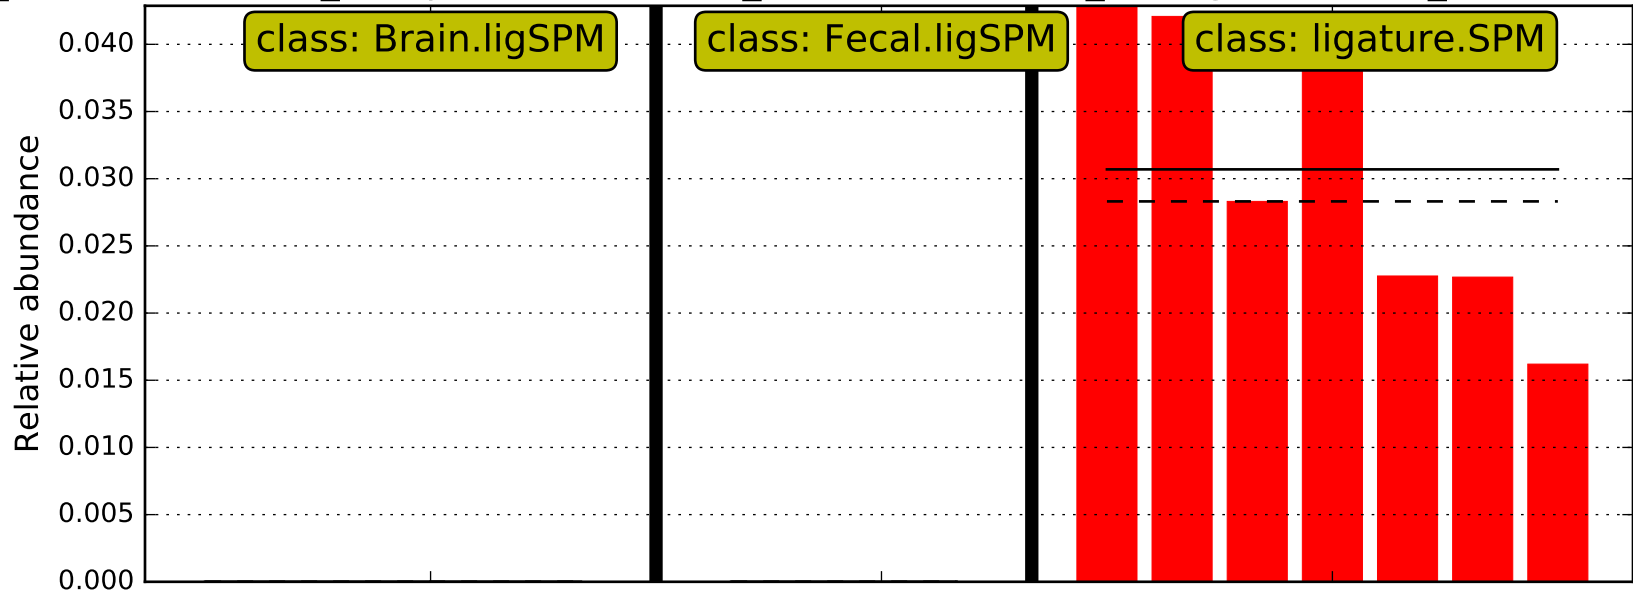 class: Brain.ligSPM
class: Fecal.ligSPM
class: ligature.SPM
Relative abundance
0.040
0.035
0.030
0.025
0.020
0.015
0.010
0.005
0.000